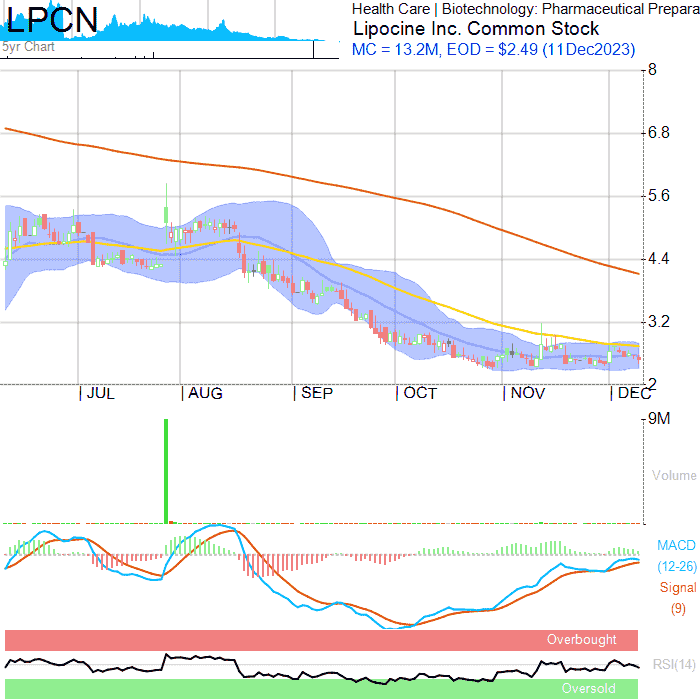 LPCN
Health Care | Biotechnology: Pharmaceutical Prepara
Lipocine Inc. Common Stock
5yr Chart
MC = 13.2M, EOD = $2.49 (11Dec2023)
8
6.8
5.6
4.4
3.2
2
JUL AUG SEP OCT NOV DEC
9M
Volume
MACD
(12-26)
Signal
(9)
Overbought
RSI(14)
Oversold